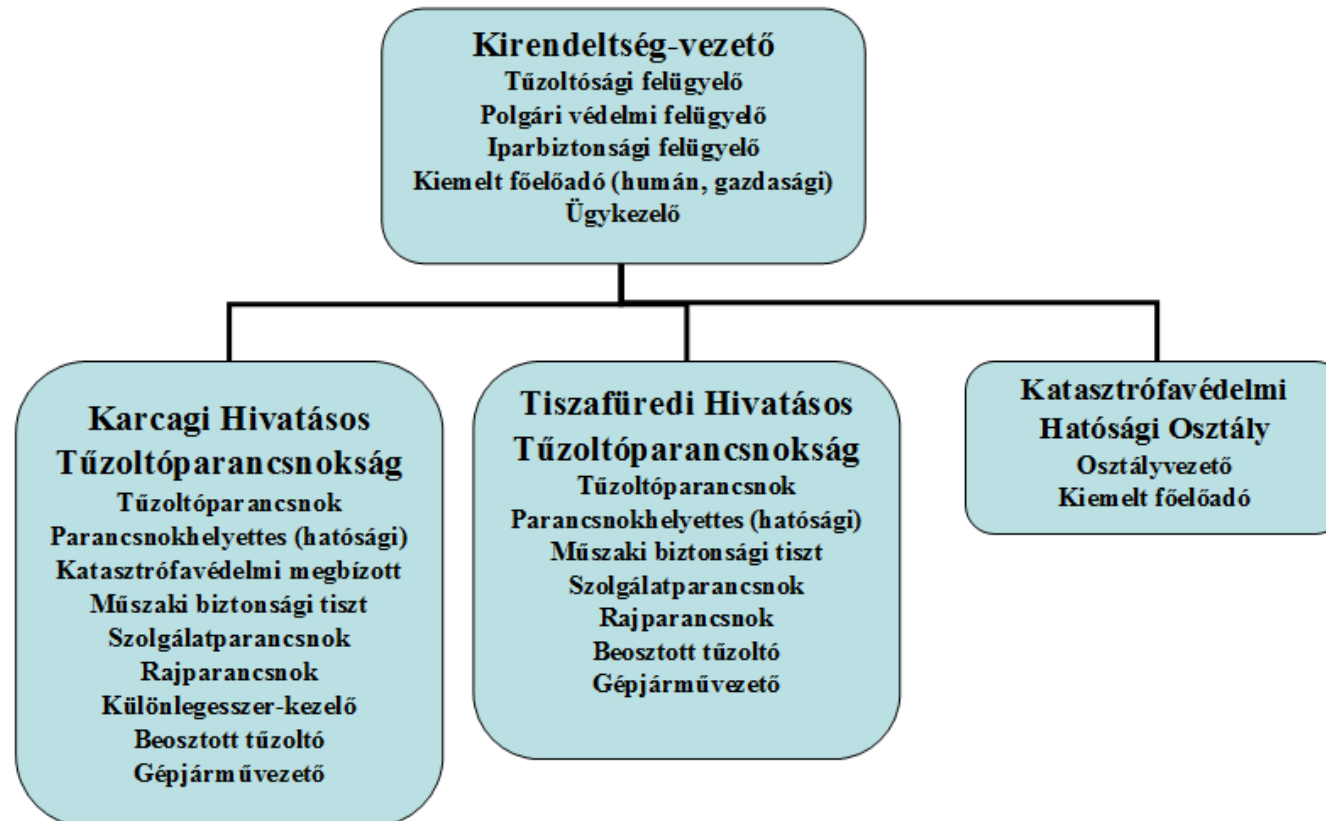 Kirendeltség-vezető
Tűzoltósági felügyelő
Polgári védelmi felügyelő
Iparbiztonsági felügyelő
Kiemelt főelőadó (humán, gazdasági)
Ügykezelő
Karcagi Hivatásos
Tűzoltóparancsnokság
Tűzoltóparancsnok
Parancsnokhelyettes (hatósági)
Katasztrófavédelmi megbízott
Műszaki biztonsági tiszt
Szolgálatparancsnok
Rajparancsnok
Különlegesszer-kezelő
Beosztott tűzoltó
Gépjárművezető
Tiszafüredi Hivatásos
Tűzoltóparancsnokság
Tűzoltóparancsnok
Parancsnokhelyettes (hatósági)
Műszaki biztonsági tiszt
Szolgálatparancsnok
Rajparancsnok
Beosztott tűzoltó
Gépjárművezető
Katasztrófavédelmi
Hatósági Osztály
Osztályvezető
Kiemelt főelőadó